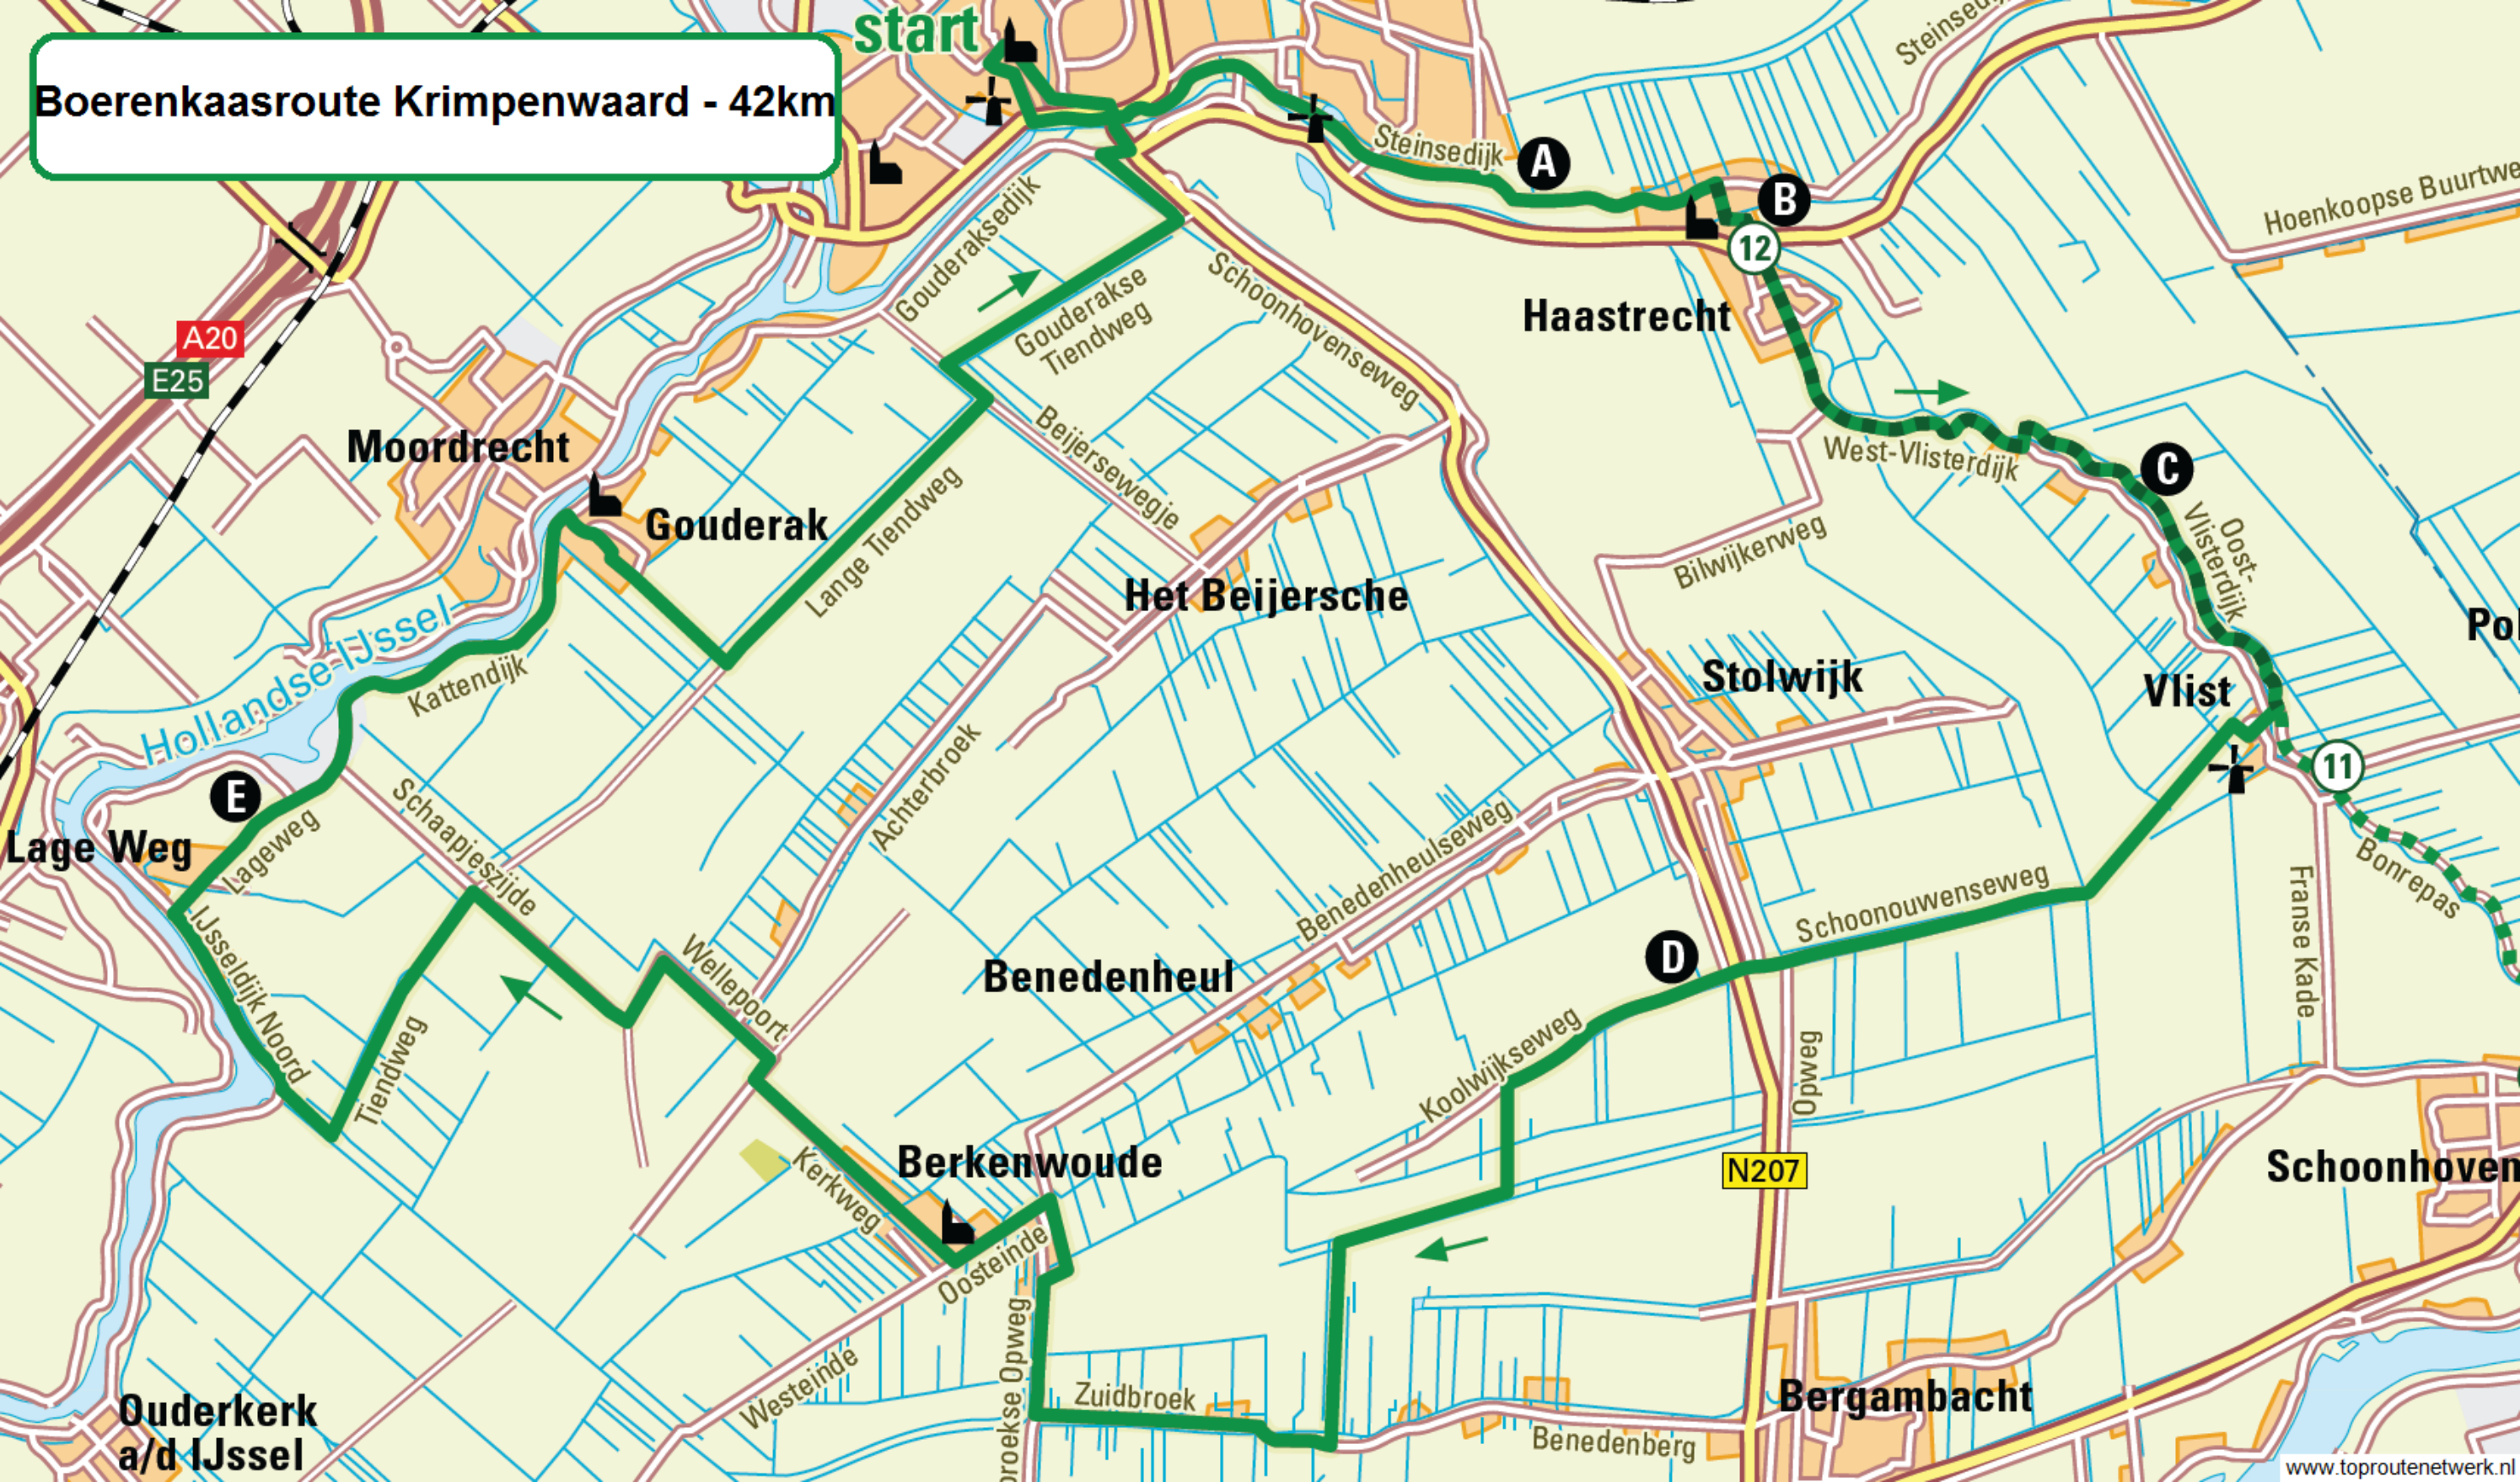 start
Boerenkaasroute Krimpenwaard - 42km
Steinsedijk
A
B
12
Hoenkoopse
Haastrecht
Gouderaksedijk
Gouderakse
Tiendweg
Schoonhovenseweg
A20
E25
Moordrecht
Beijersewegje
West-Vlisterdijk
C
Oost-
Vlisterdijk
Gouderak
Lange Tiendweg
Bilwijkerweg
Het Beijersche
Hollandse IJssel
Kattendijk
Stolwijk
Vlist
11
E
Lage Weg
Lageweg
Schaapjeszijde
Achterbroek
Benedenheulseweg
Schoonouwenseweg
Bonrepas
Franse Kade
D
IJsseldijk Noord
Wellepoort
Benedenheul
Tiendweg
Koolwijkseweg
Opweg
Berkenwoude
Kerkweg
N207
Schoonhoven
Oosteinde
Westeinde
Opweg
Zuidbroek
Benedenberg
Bergambacht
Ouderkerk
a/d IJssel
www.toproutenetwerk.nl